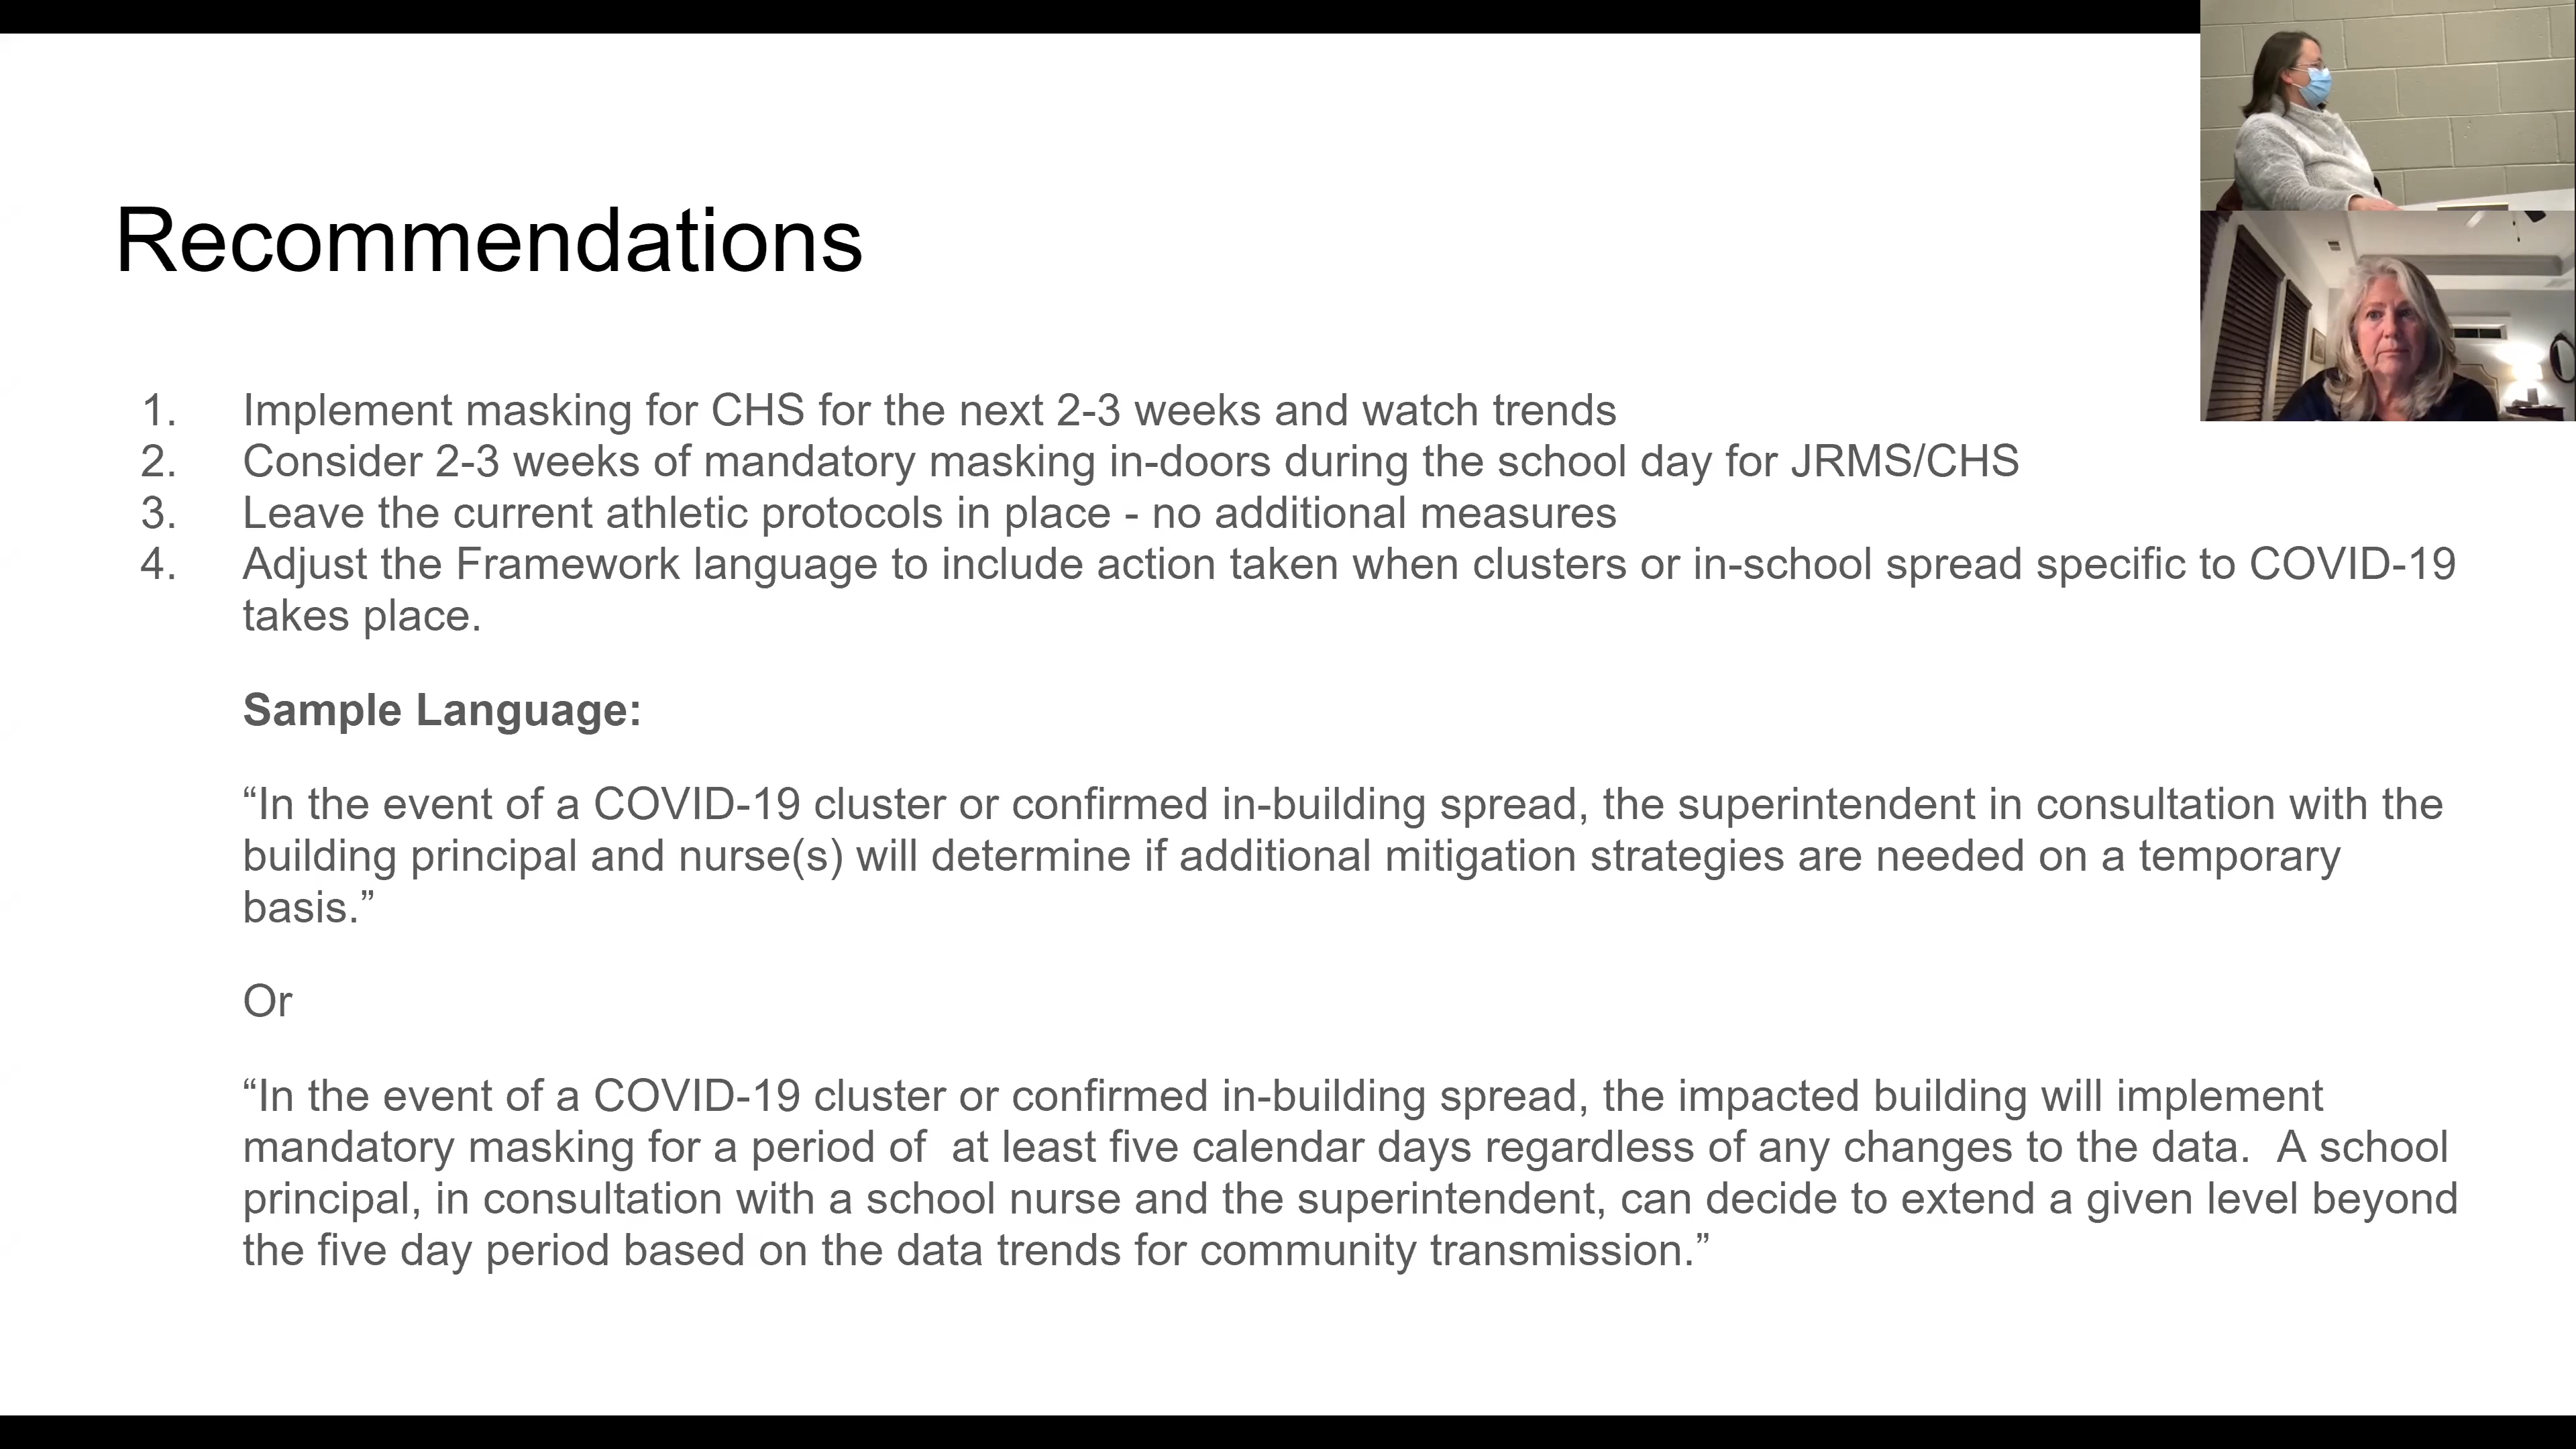 Recommendations
1. Implement masking for CHS for the next 2-3 weeks and watch trends
2. Consider 2-3 weeks of mandatory masking in-doors during the school day for JRMS/CHS
3. Leave the current athletic protocols in place - no additional measures
4. Adjust the Framework language to include action taken when clusters or in-school spread specific to COVID-19
takes place.
Sample Language:
“In the event of a COVID-19 cluster or confirmed in-building spread, the superintendent in consultation with the
building principal and nurse(s) will determine if additional mitigation strategies are needed on a temporary
basis.”
Or
“In the event of a COVID-19 cluster or confirmed in-building spread, the impacted building will implement
mandatory masking for a period of  at least five calendar days regardless of any changes to the data.  A school
principal, in consultation with a school nurse and the superintendent, can decide to extend a given level beyond
the five day period based on the data trends for community transmission.”